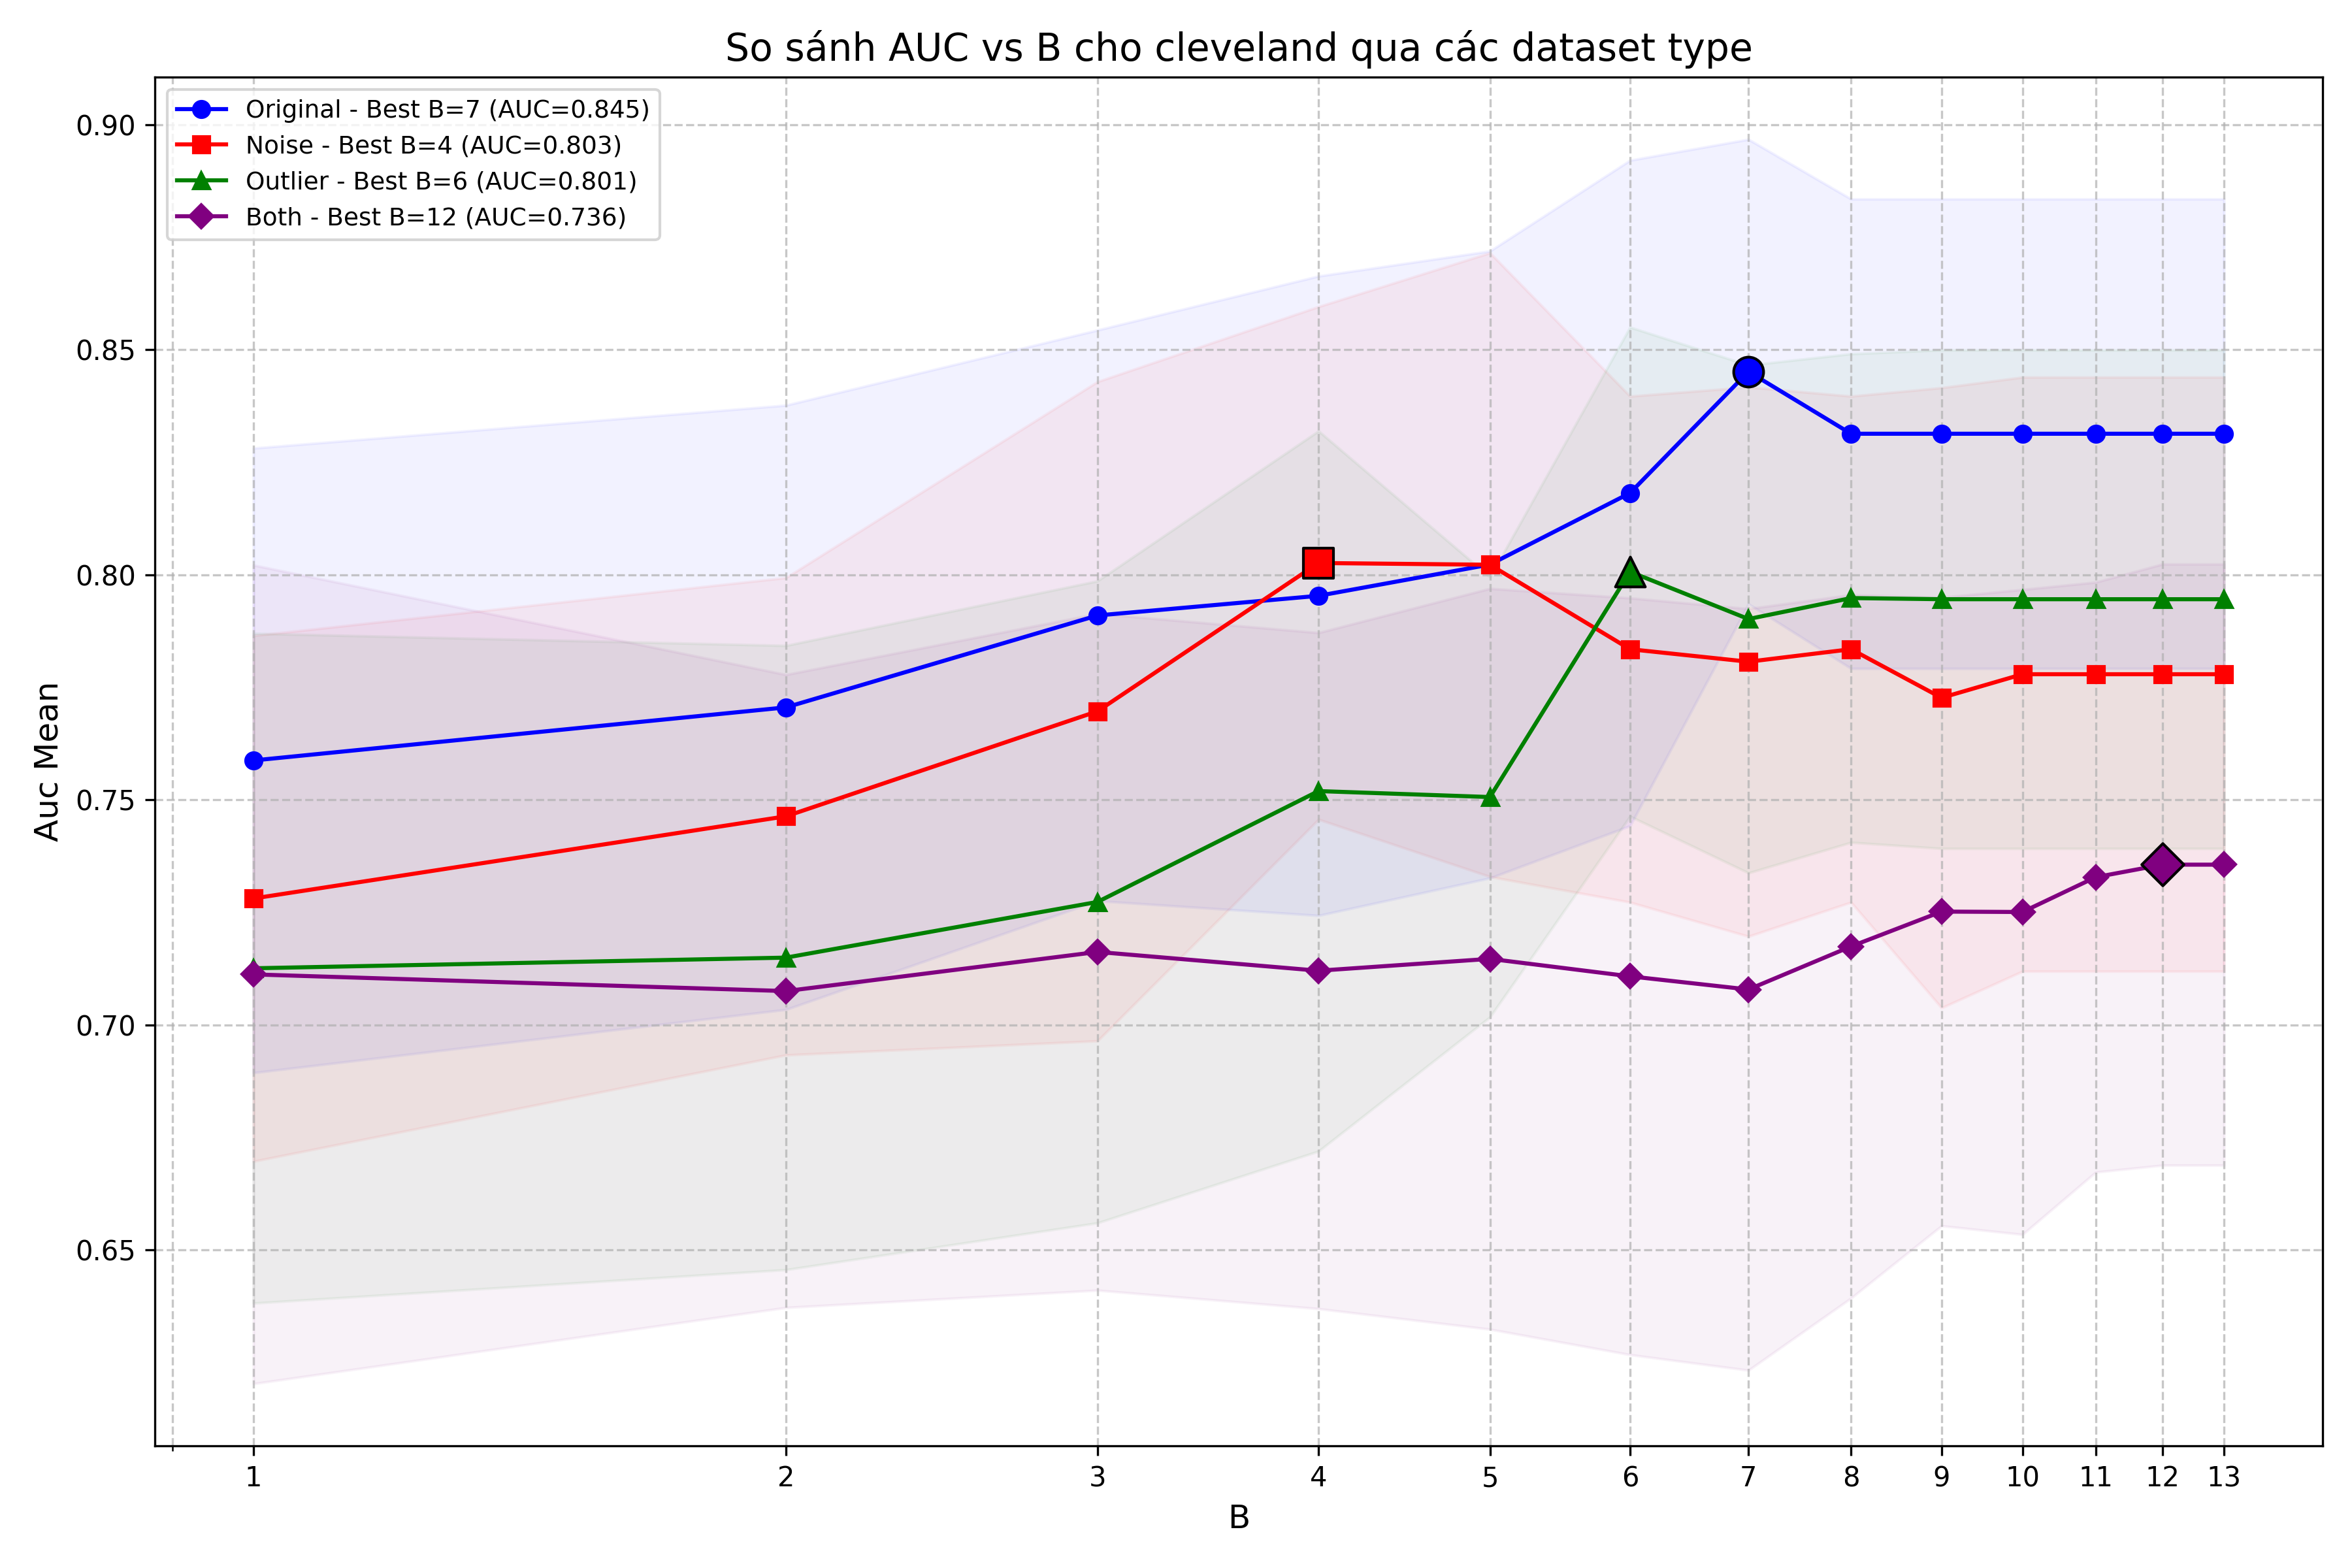 So sánh AUC vs B cho cleveland qua các dataset type
Original - Best B=7 (AUC=0.845)
Noise - Best B=4 (AUC=0.803)
Outlier - Best B=6 (AUC=0.801)
Both - Best B=12 (AUC=0.736)
Auc Mean
0.90
0.85
0.80
0.75
0.70
0.65
1 2 3 4 5 6 7 8 9 10 11 12 13
B